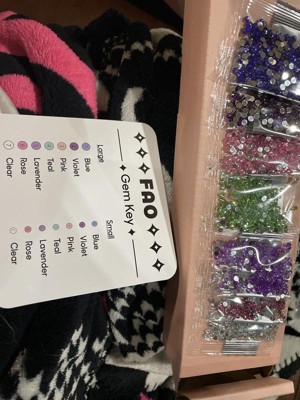 FAO
Gem Key
Large
Blue
Violet
Pink
Teal
Lavender
Rose
7 Clear
Small
Blue
Violet
Pink
Teal
Lavender
Rose
Clear